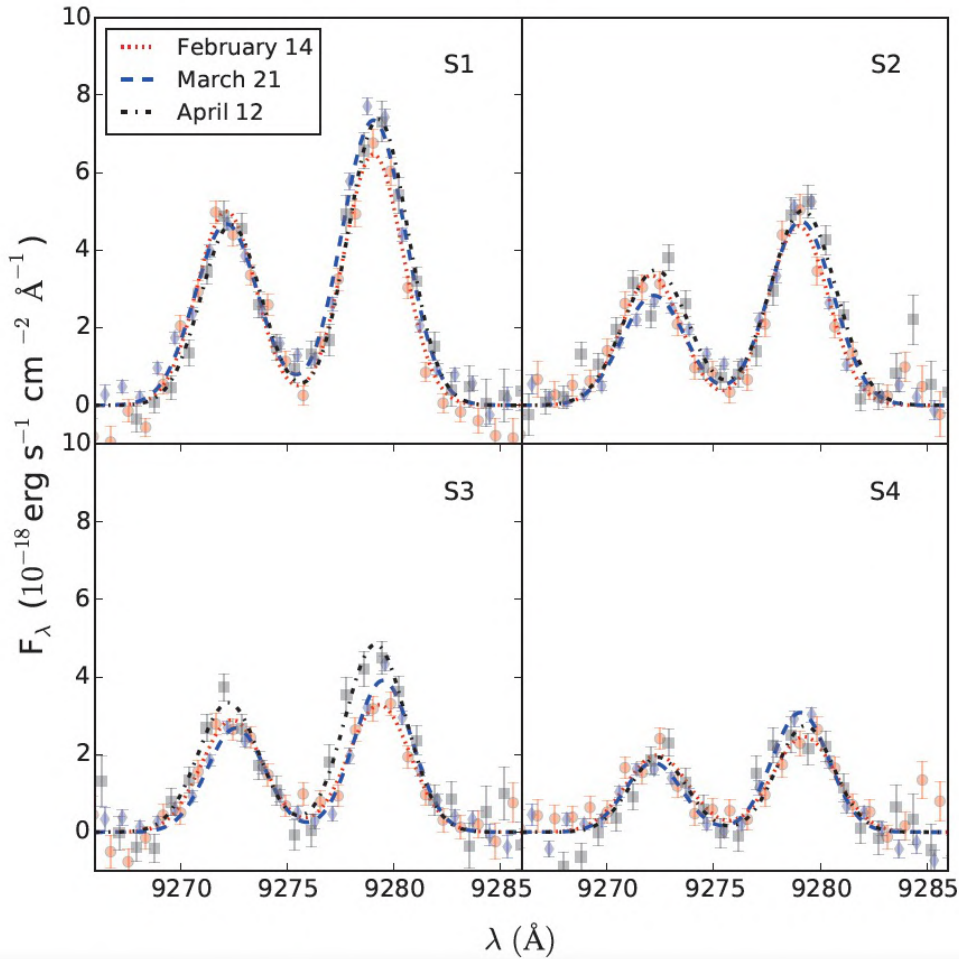 10
8
6
4
2
0
February 14
March 21
April 12
S1
S2
10
8
6
4
2
0
S3
S4
F_λ (10⁻¹⁸ erg s⁻¹ cm ⁻² Å⁻¹)
9270 9275 9280 9285 9270 9275 9280 9285
λ (Å)